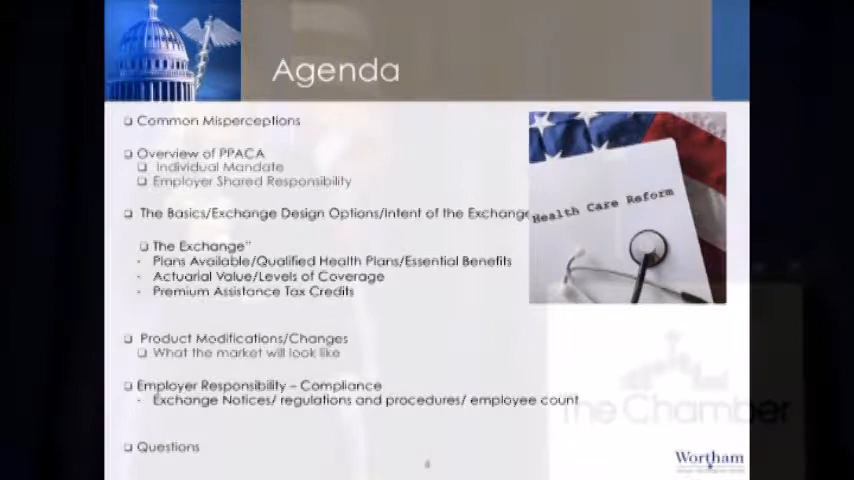 Agenda
❑ Common Misperceptions
❑ Overview of PPACA
❑ Individual Mandate
❑ Employer Shared Responsibility
❑ The Basics/Exchange Design Options/Intent of the Exchange
❑ The Exchange"
- Plans Available/Qualified Health Plans/Essential Benefits
- Actuarial Value/Levels of Coverage
- Premium Assistance Tax Credits
❑ Product Modifications/Changes
❑ What the market will look like
❑ Employer Responsibility – Compliance
- Exchange Notices/ regulations and procedures/ employee count
❑ Questions
Health Care Reform
The Chamber
Wortham